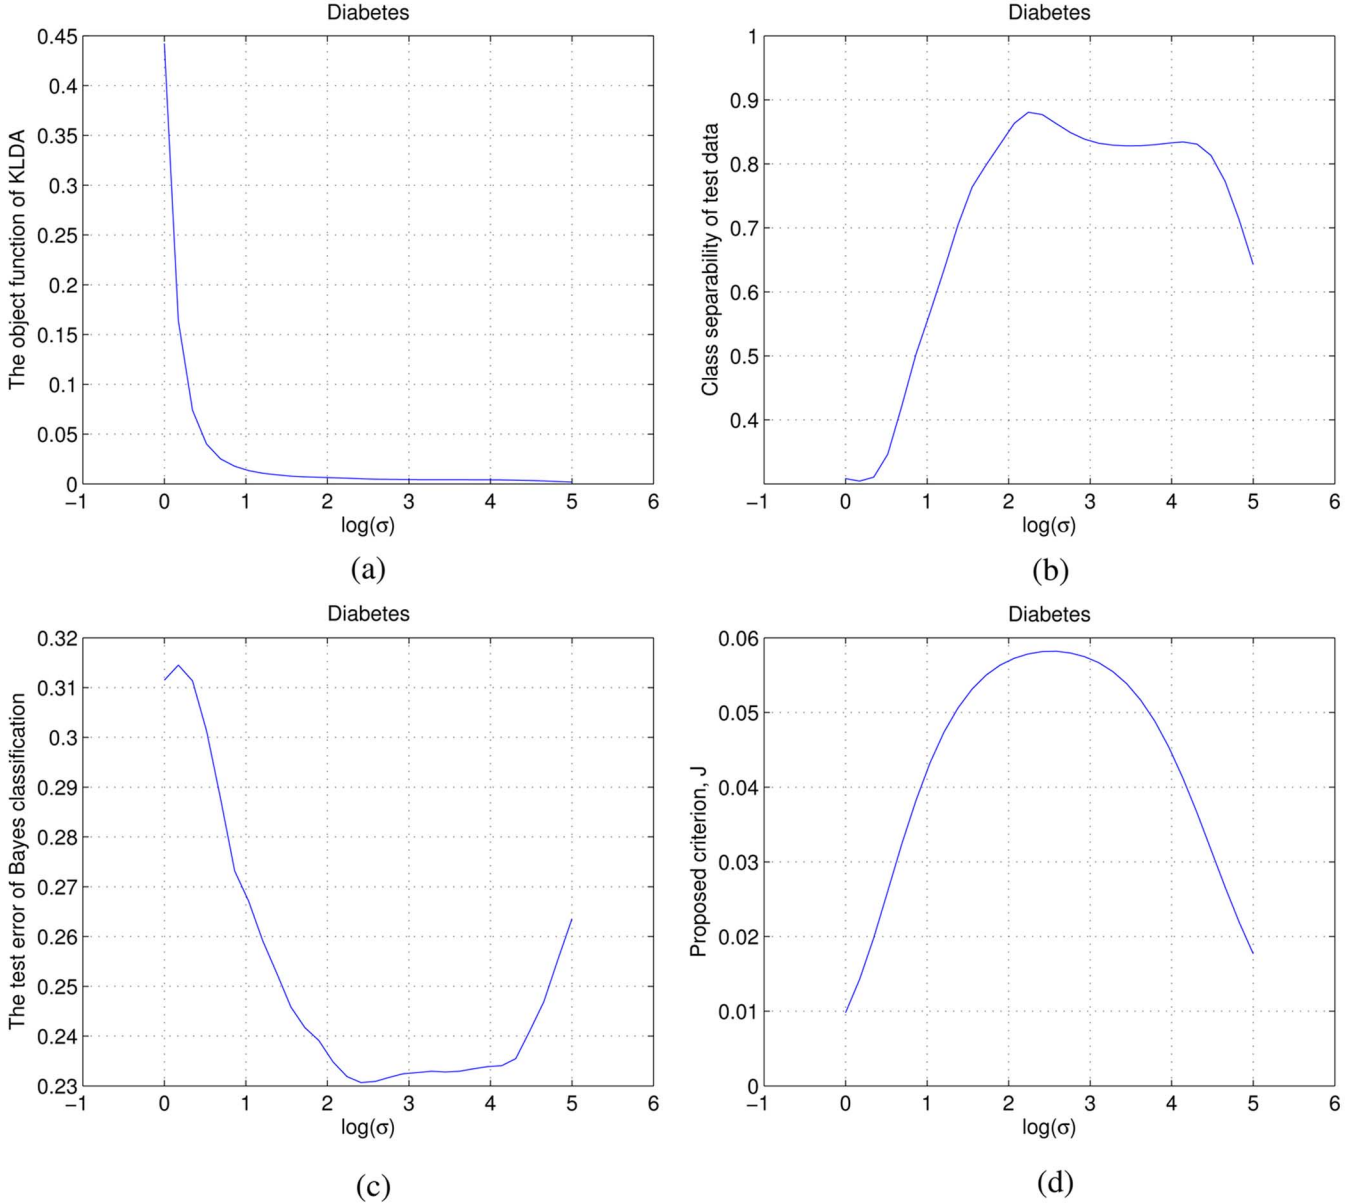 Diabetes
0.45
0.4
0.35
0.3
0.25
0.2
0.15
0.1
0.05
0
−1 0 1 2 3 4 5 6
The object function of KLDA
log(σ)
(a)
Diabetes
1
0.9
0.8
0.7
0.6
0.5
0.4
−1 0 1 2 3 4 5 6
Class separability of test data
log(σ)
(b)
Diabetes
0.32
0.31
0.3
0.29
0.28
0.27
0.26
0.25
0.24
0.23
−1 0 1 2 3 4 5 6
The test error of Bayes classification
log(σ)
(c)
Diabetes
0.06
0.05
0.04
0.03
0.02
0.01
0
−1 0 1 2 3 4 5 6
Proposed criterion, J
log(σ)
(d)